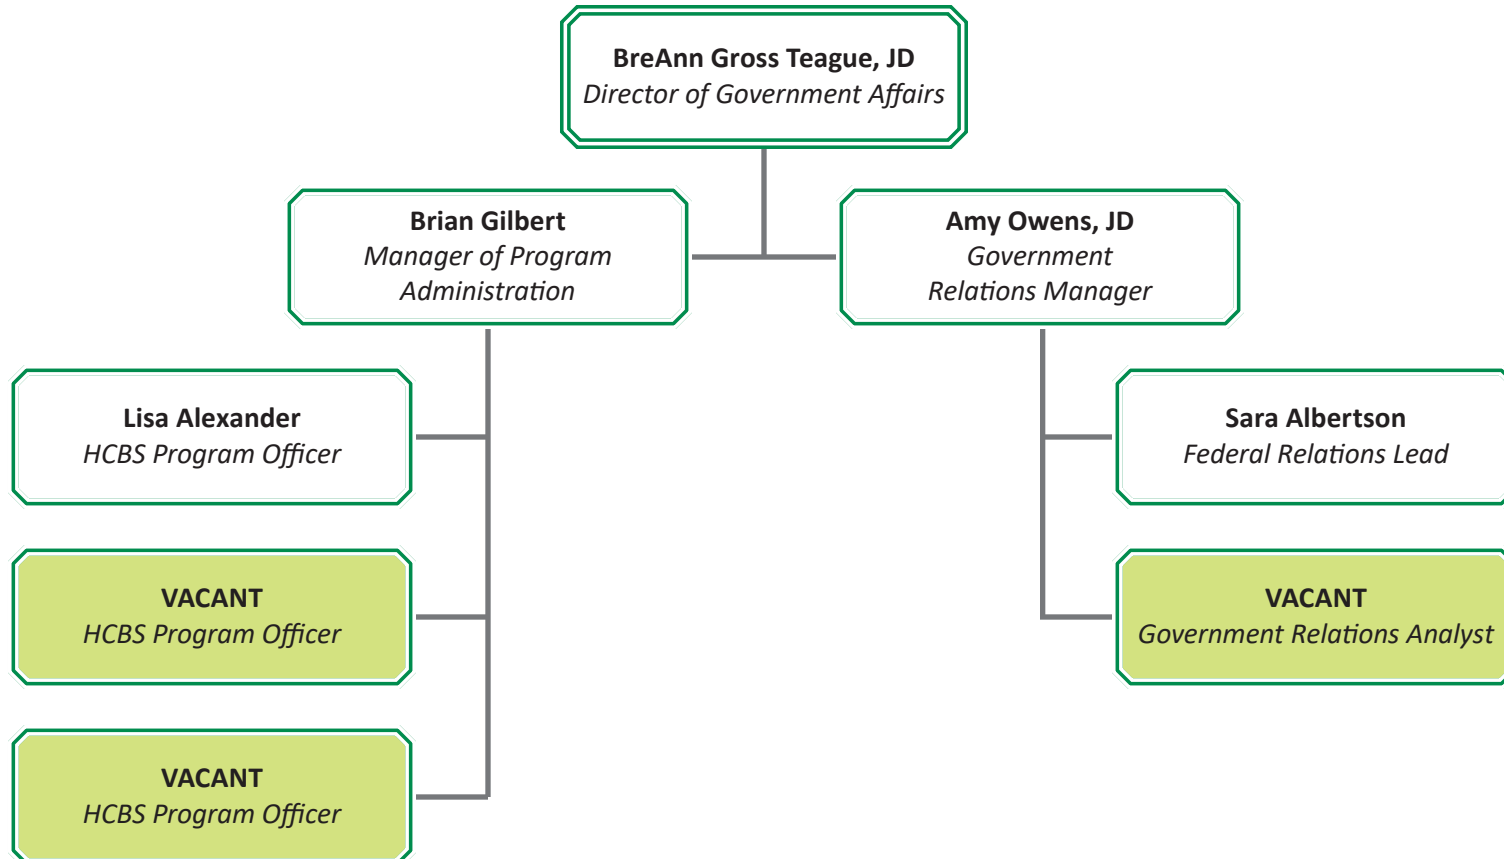 BreAnn Gross Teague, JD
Director of Government Affairs
Brian Gilbert
Manager of Program
Administration
Amy Owens, JD
Government
Relations Manager
Lisa Alexander
HCBS Program Officer
Sara Albertson
Federal Relations Lead
VACANT
HCBS Program Officer
VACANT
Government Relations Analyst
VACANT
HCBS Program Officer